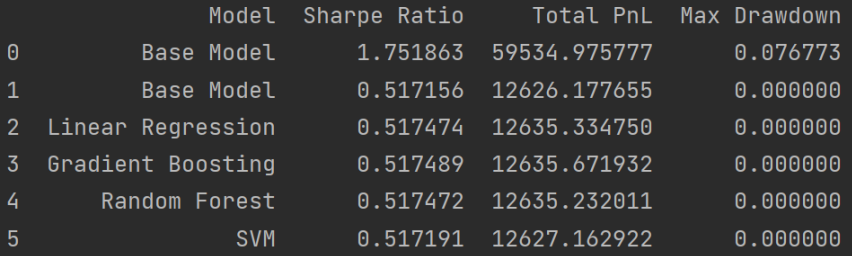 Model Sharpe Ratio Total PnL Max Drawdown
0 Base Model 1.751863 59534.975777 0.076773
1 Base Model 0.517156 12626.177655 0.000000
2 Linear Regression 0.517474 12635.334750 0.000000
3 Gradient Boosting 0.517489 12635.671932 0.000000
4 Random Forest 0.517472 12635.232011 0.000000
5 SVM 0.517191 12627.162922 0.000000